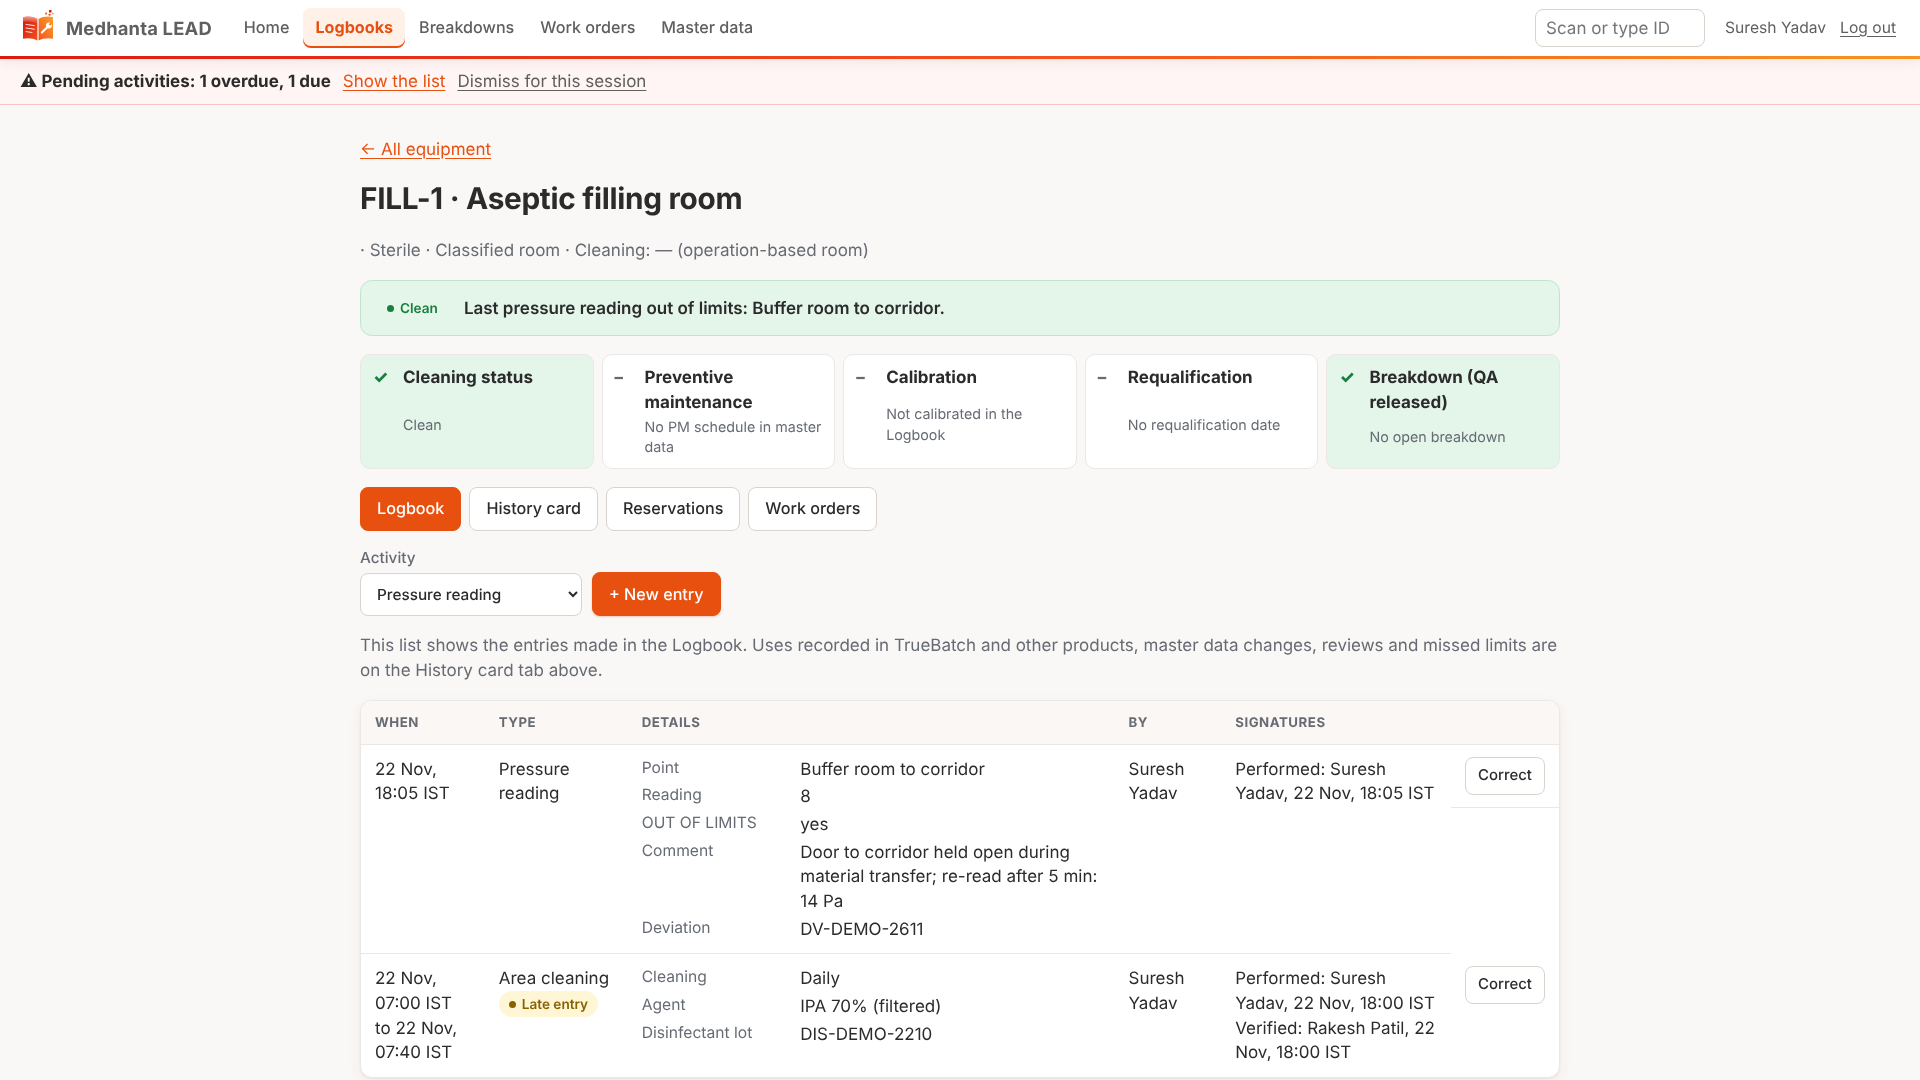 Medhanta LEAD Home Logbooks Breakdowns Work orders Master data Scan or type ID Suresh Yadav Log out
⚠ Pending activities: 1 overdue, 1 due Show the list Dismiss for this session
← All equipment
FILL-1 · Aseptic filling room
· Sterile · Classified room · Cleaning: — (operation-based room)
Clean Last pressure reading out of limits: Buffer room to corridor.
✓ Cleaning status
Clean
– Preventive
maintenance
No PM schedule in master
data
– Calibration
Not calibrated in the
Logbook
– Requalification
No requalification date
✓ Breakdown (QA
released)
No open breakdown
Logbook History card Reservations Work orders
Activity
Pressure reading + New entry
This list shows the entries made in the Logbook. Uses recorded in TrueBatch and other products, master data changes, reviews and missed limits are
on the History card tab above.
WHEN TYPE DETAILS BY SIGNATURES
22 Nov,
18:05 IST
Pressure
reading
Point Buffer room to corridor
Reading 8
OUT OF LIMITS yes
Comment Door to corridor held open during
material transfer; re-read after 5 min:
14 Pa
Deviation DV-DEMO-2611
Suresh
Yadav
Performed: Suresh
Yadav, 22 Nov, 18:05 IST
Correct
22 Nov,
07:00 IST
to 22 Nov,
07:40 IST
Area cleaning
Late entry
Cleaning Daily
Agent IPA 70% (filtered)
Disinfectant lot DIS-DEMO-2210
Suresh
Yadav
Performed: Suresh
Yadav, 22 Nov, 18:00 IST
Verified: Rakesh Patil, 22
Nov, 18:00 IST
Correct